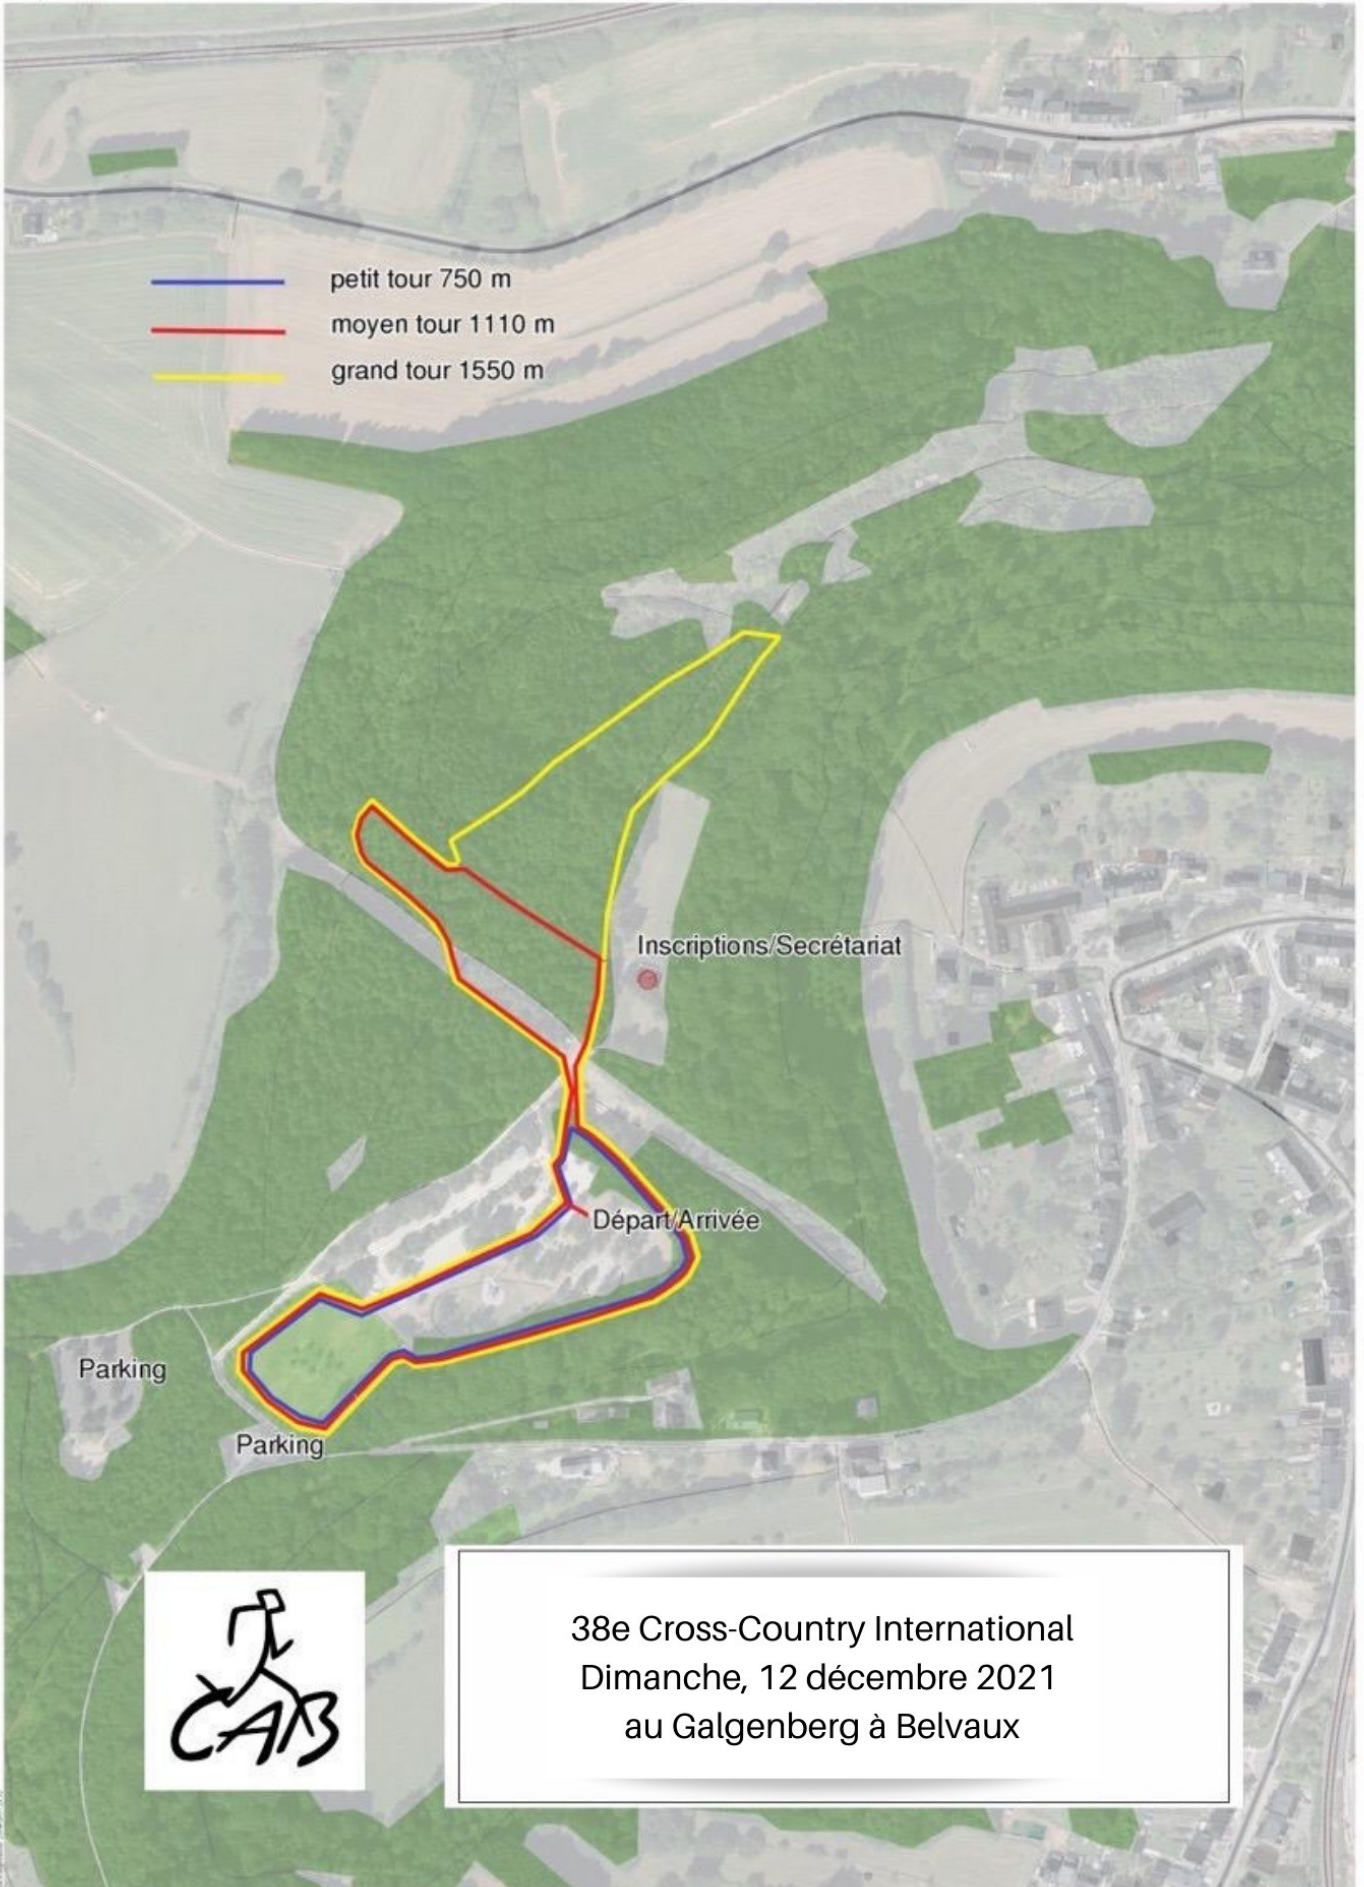 petit tour 750 m
moyen tour 1110 m
grand tour 1550 m
Inscriptions/Secrétariat
Départ/Arrivée
Parking
Parking
CAB
38e Cross-Country International
Dimanche, 12 décembre 2021
au Galgenberg à Belvaux